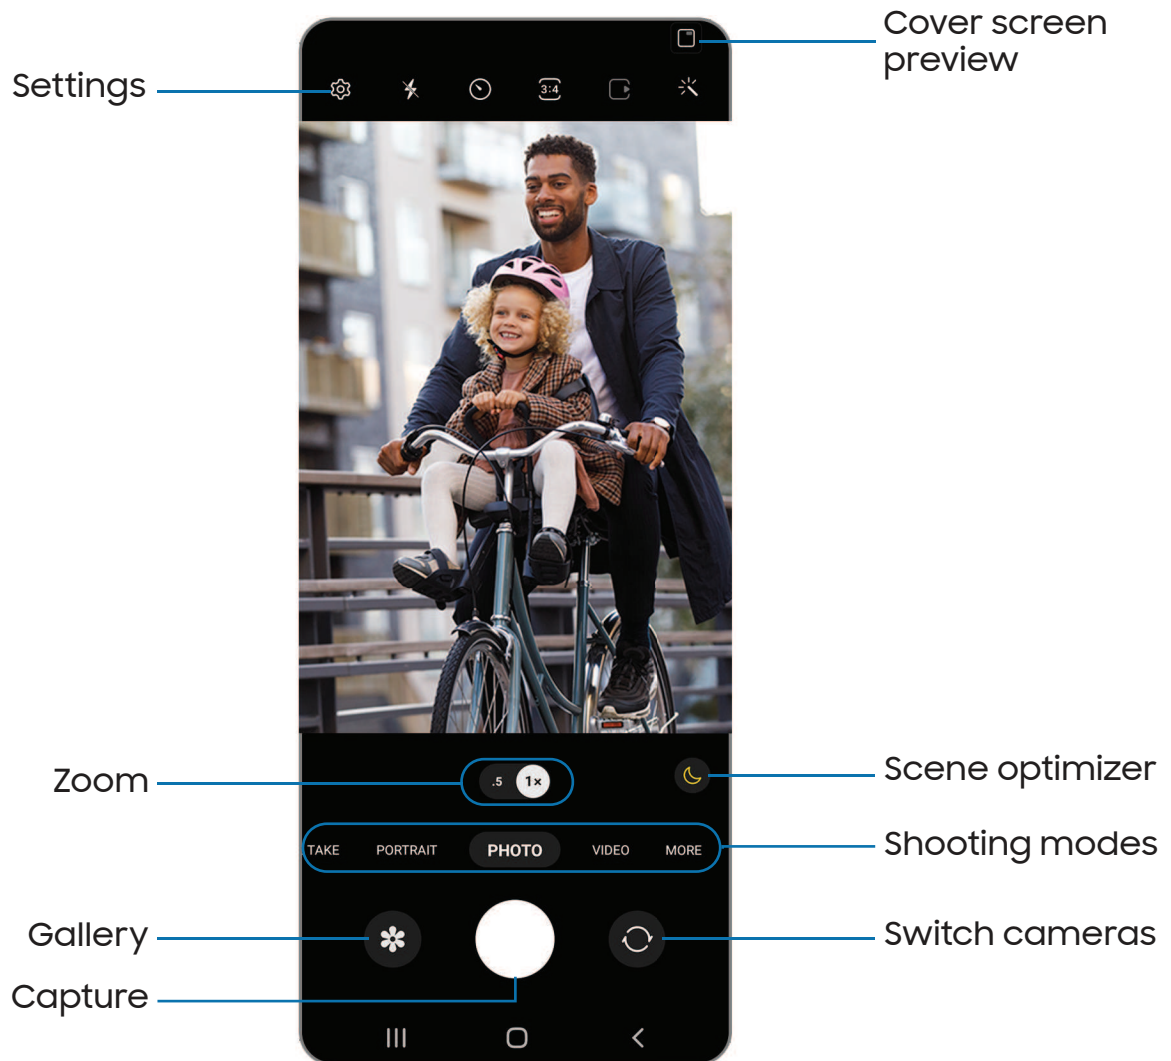 Cover screen
preview
Settings
3:4
Zoom
.5 1×
Scene optimizer
TAKE PORTRAIT PHOTO VIDEO MORE
Shooting modes
Gallery
Switch cameras
Capture